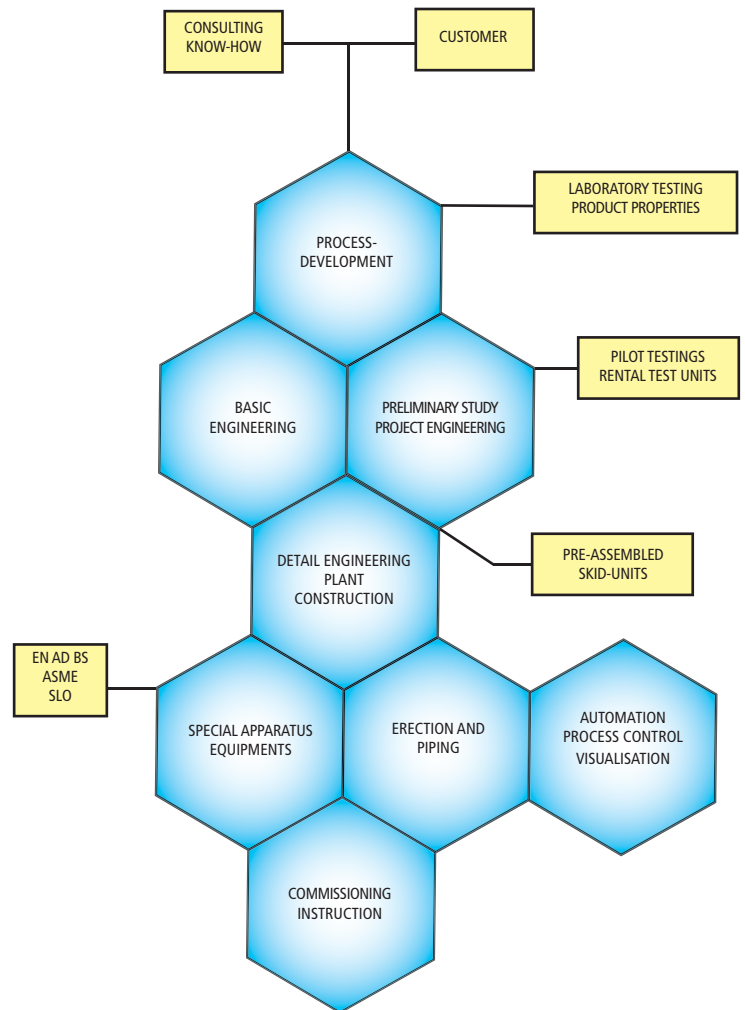 CONSULTING
KNOW-HOW
CUSTOMER
LABORATORY TESTING
PRODUCT PROPERTIES
PROCESS-
DEVELOPMENT
PILOT TESTINGS
RENTAL TEST UNITS
BASIC
ENGINEERING
PRELIMINARY STUDY
PROJECT ENGINEERING
DETAIL ENGINEERING
PLANT
CONSTRUCTION
PRE-ASSEMBLED
SKID-UNITS
EN AD BS
ASME
SLO
SPECIAL APPARATUS
EQUIPMENTS
ERECTION AND
PIPING
AUTOMATION
PROCESS CONTROL
VISUALISATION
COMMISSIONING
INSTRUCTION